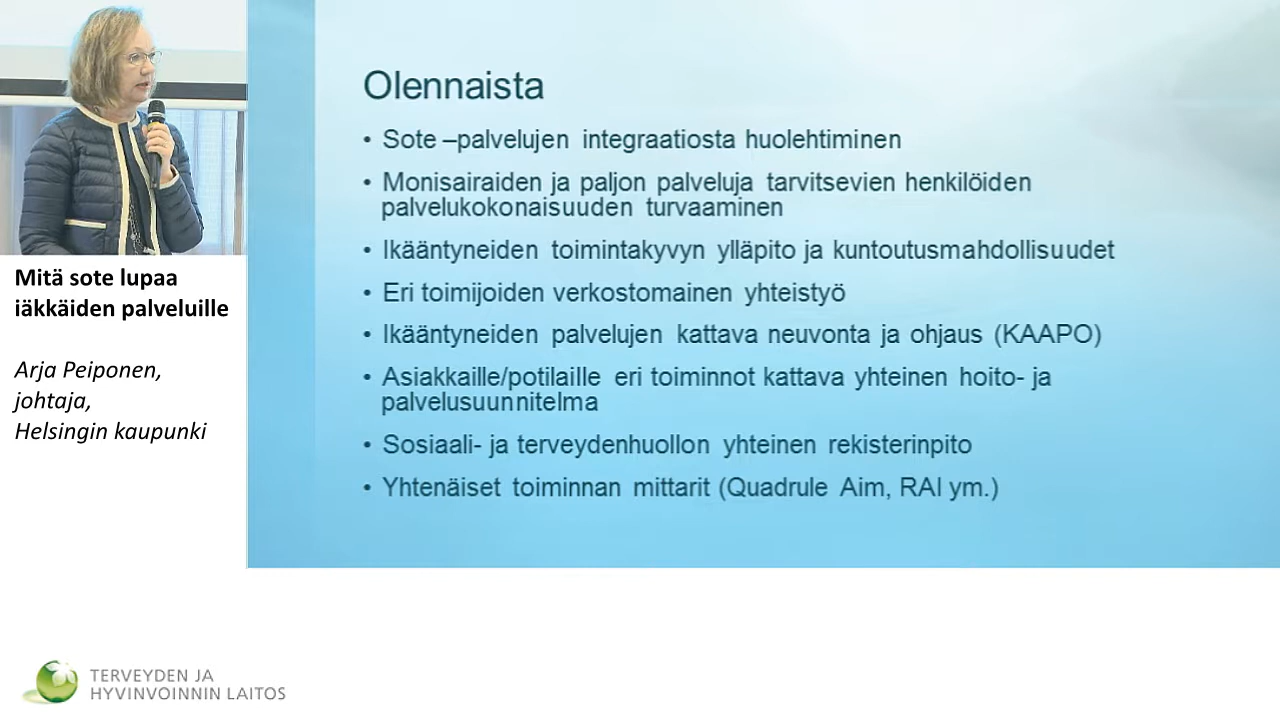 Mitä sote lupaa
iäkkäiden palveluille
Arja Peiponen,
johtaja,
Helsingin kaupunki
Olennaista
• Sote –palvelujen integraatiosta huolehtiminen
• Monisairaiden ja paljon palveluja tarvitsevien henkilöiden
palvelukokonaisuuden turvaaminen
• Ikääntyneiden toimintakyvyn ylläpito ja kuntoutusmahdollisuudet
• Eri toimijoiden verkostomainen yhteistyö
• Ikääntyneiden palvelujen kattava neuvonta ja ohjaus (KAAPO)
• Asiakkaille/potilaille eri toiminnot kattava yhteinen hoito- ja
palvelusuunnitelma
• Sosiaali- ja terveydenhuollon yhteinen rekisterinpito
• Yhtenäiset toiminnan mittarit (Quadrule Aim, RAI ym.)
TERVEYDEN JA
HYVINVOINNIN LAITOS